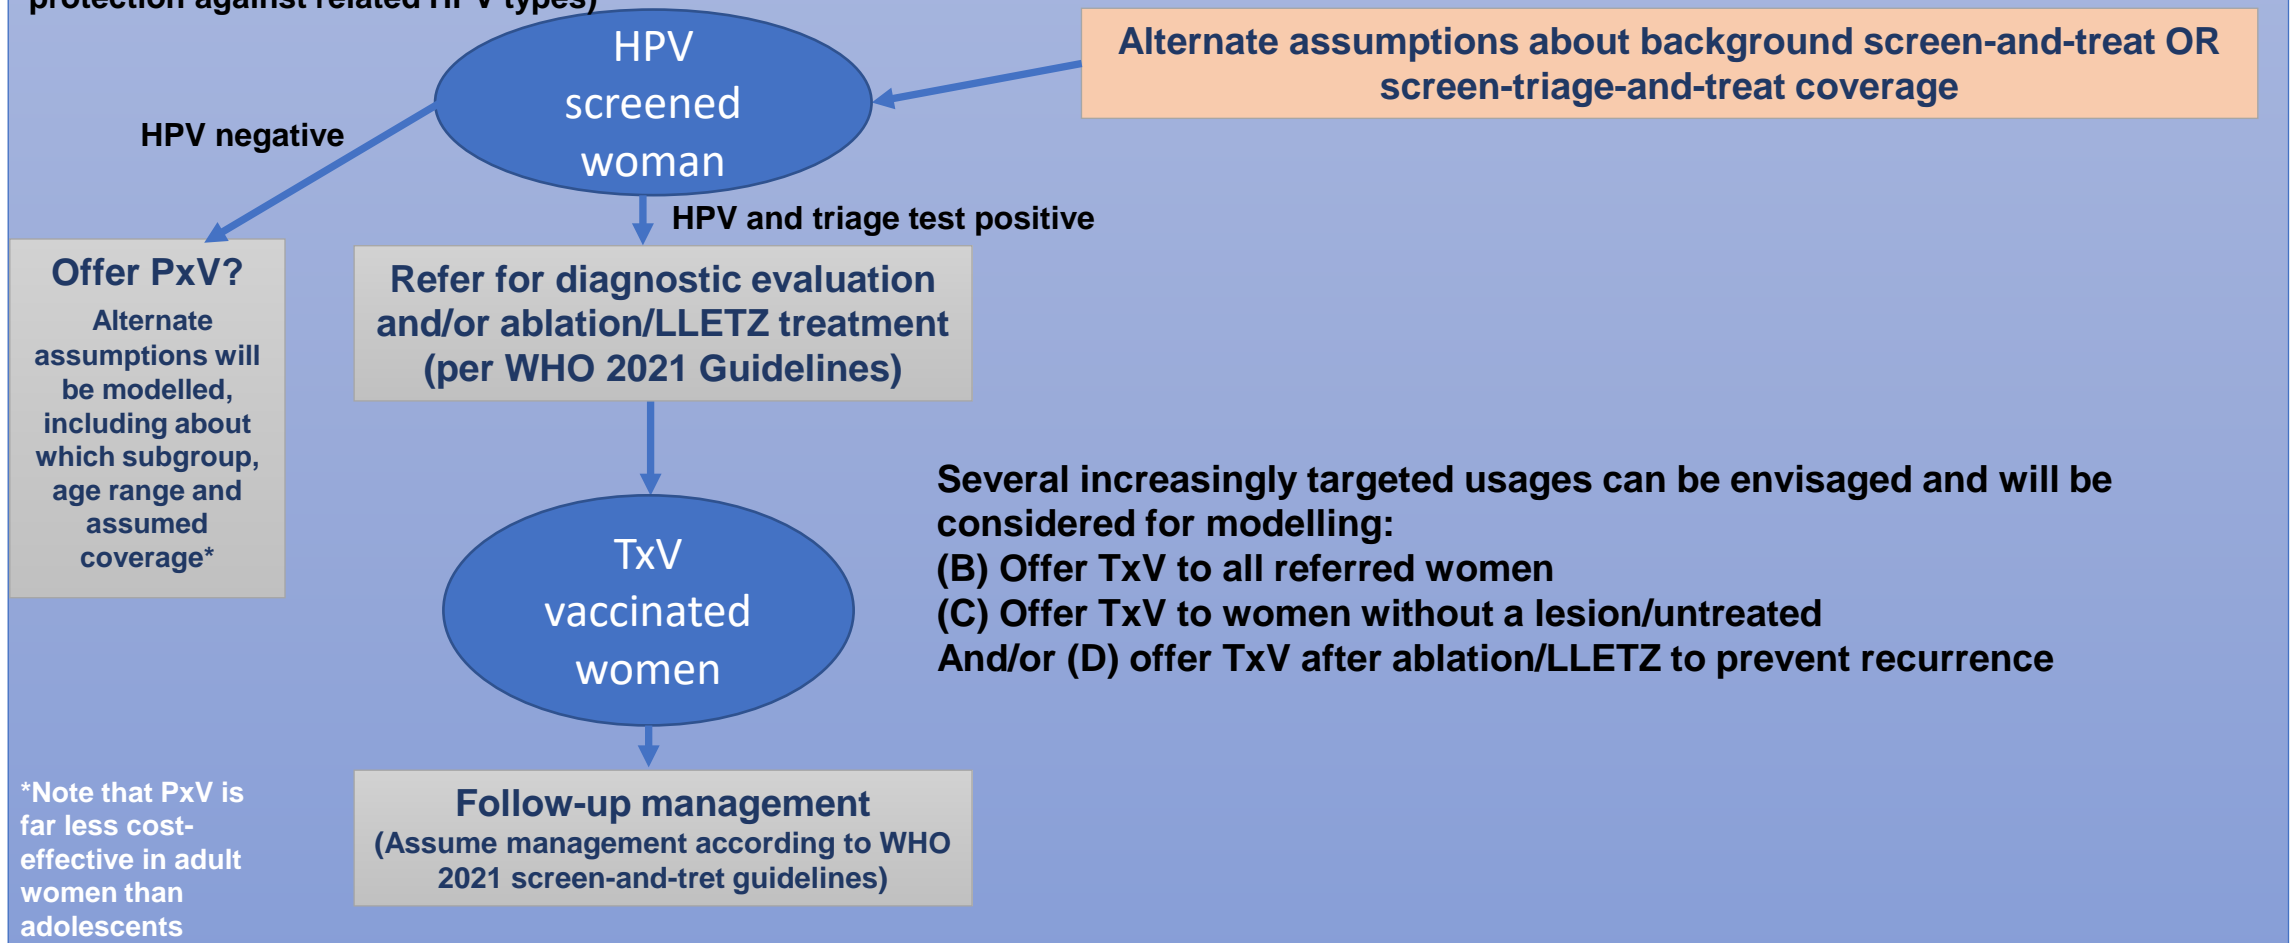 protection against related HPV types)
HPV
screened
woman
Alternate assumptions about background screen-and-treat OR
screen-triage-and-treat coverage
HPV negative
HPV and triage test positive
Offer PxV?
Alternate
assumptions will
be modelled,
including about
which subgroup,
age range and
assumed
coverage*
Refer for diagnostic evaluation
and/or ablation/LLETZ treatment
(per WHO 2021 Guidelines)
TxV
vaccinated
women
Several increasingly targeted usages can be envisaged and will be
considered for modelling:
(B) Offer TxV to all referred women
(C) Offer TxV to women without a lesion/untreated
And/or (D) offer TxV after ablation/LLETZ to prevent recurrence
Follow-up management
(Assume management according to WHO
2021 screen-and-tret guidelines)
*Note that PxV is
far less cost-
effective in adult
women than
adolescents